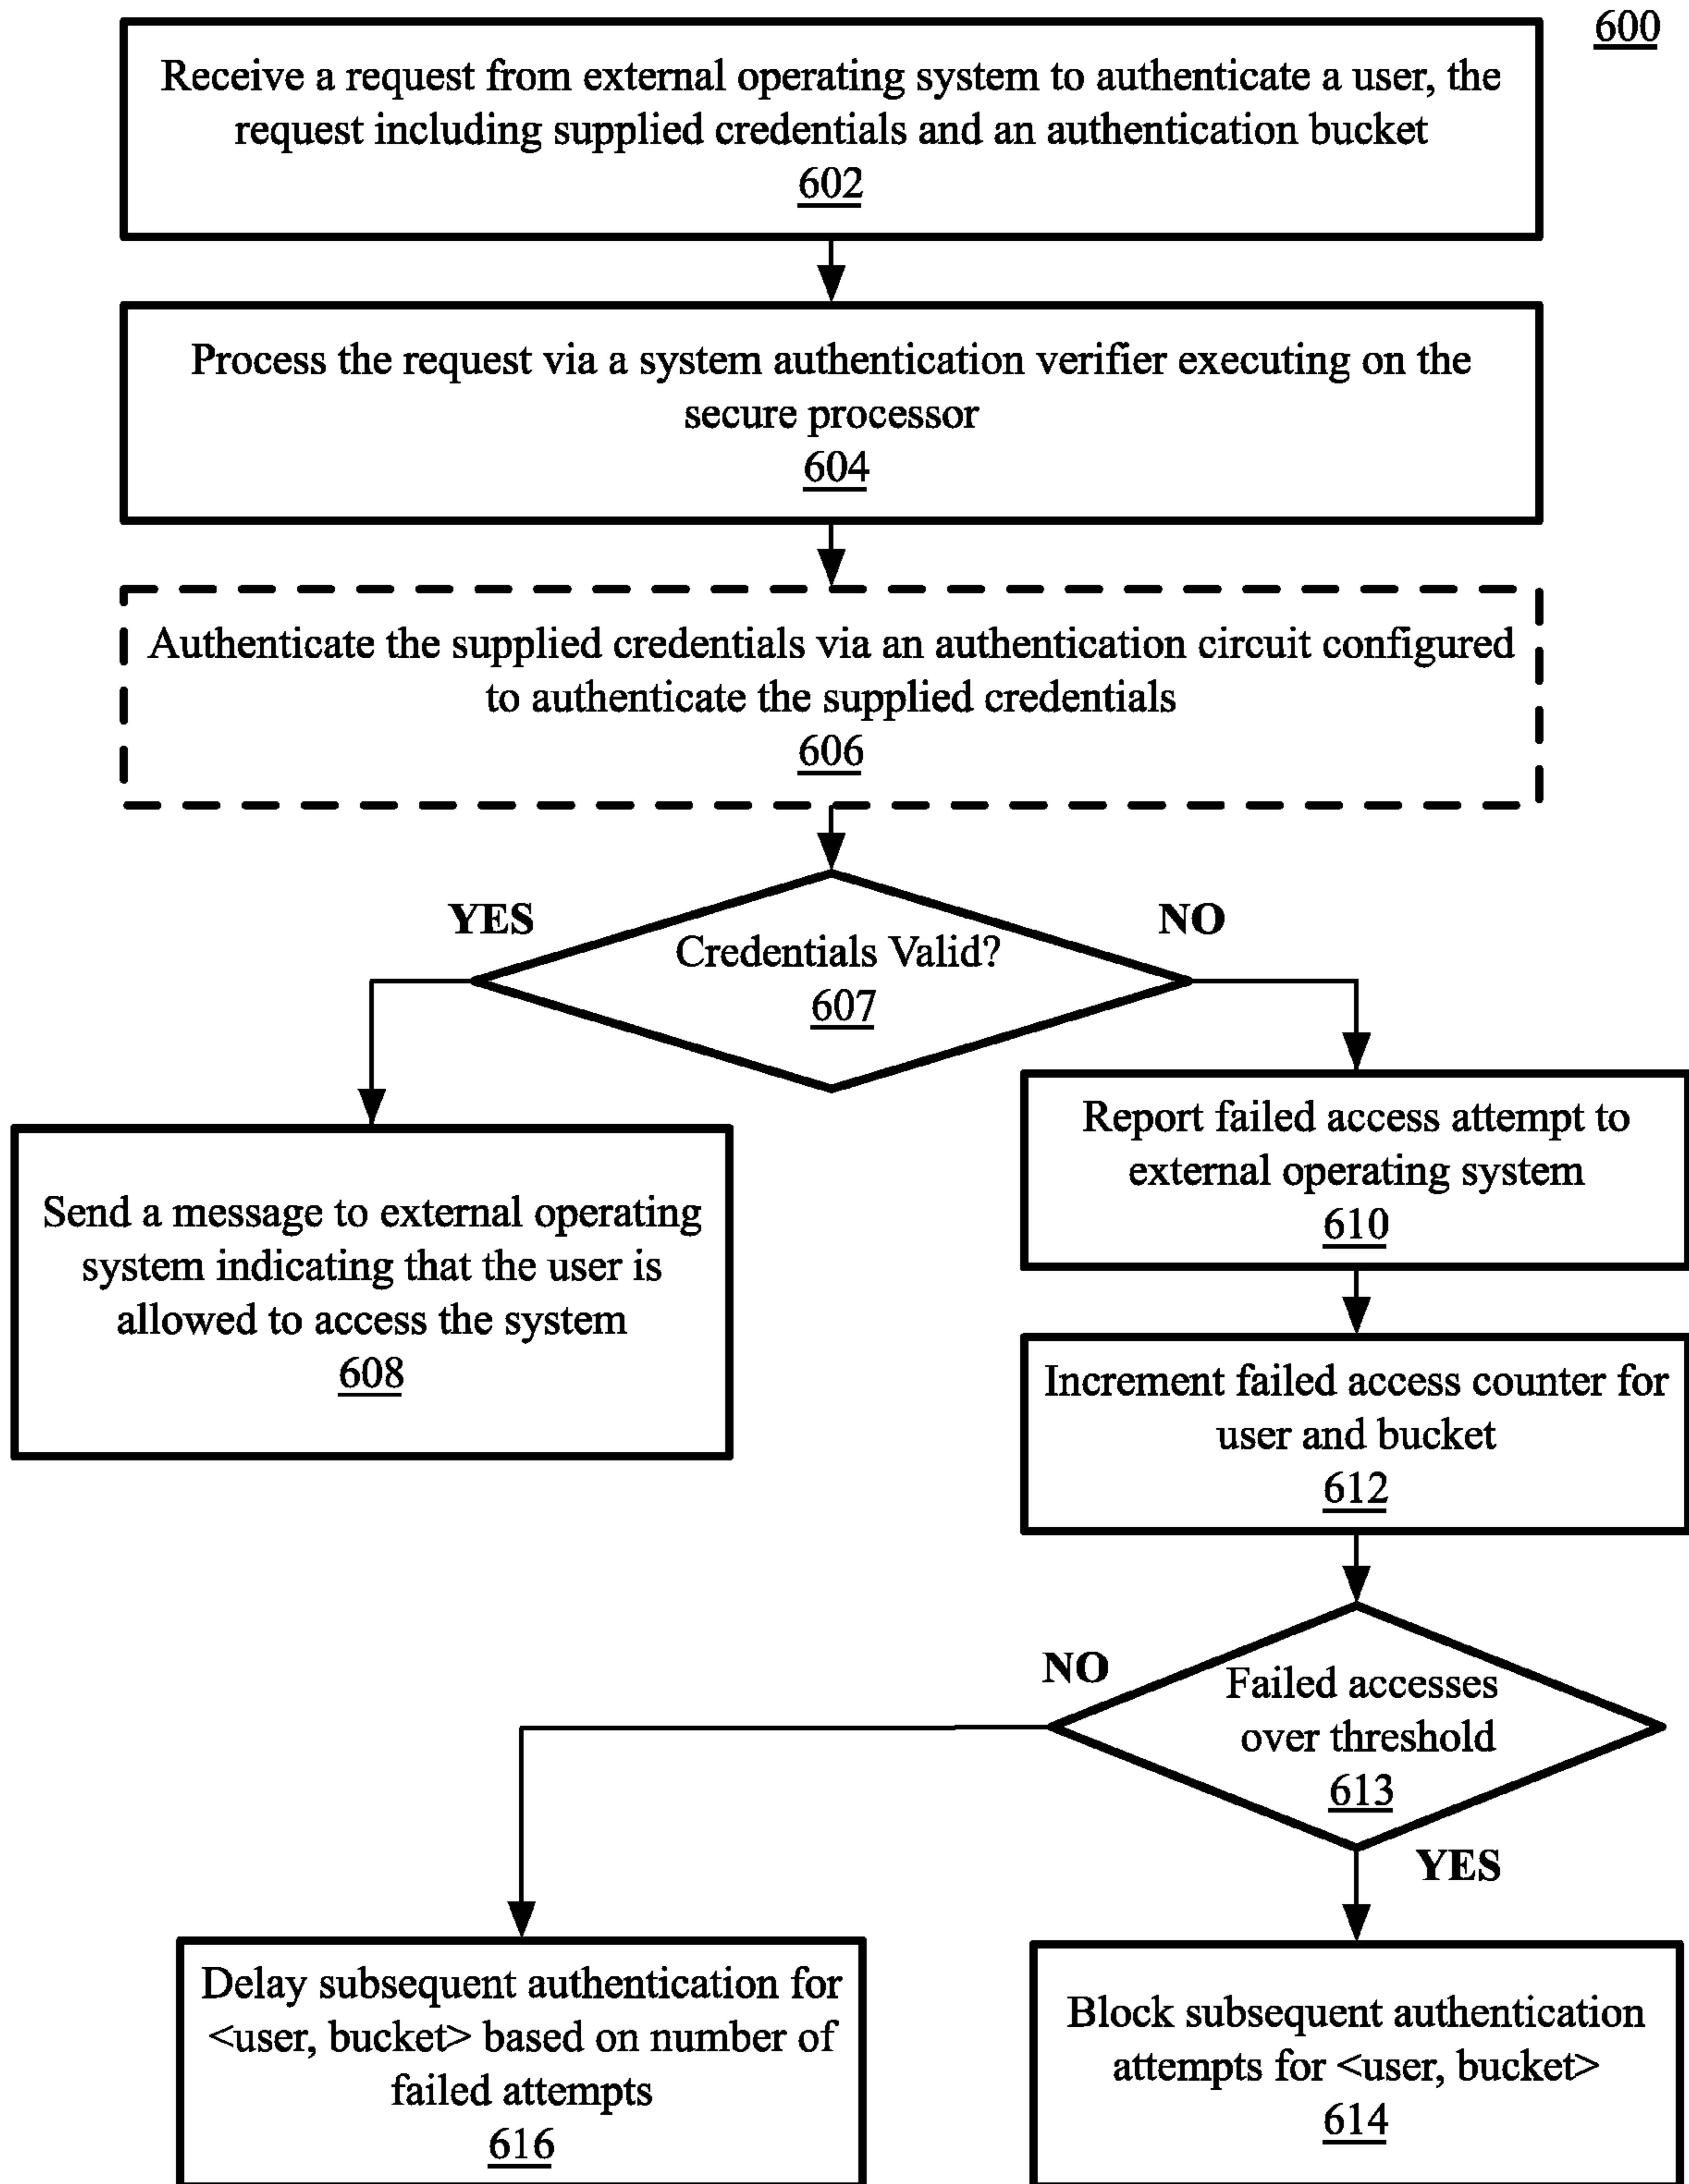 600
Receive a request from external operating system to authenticate a user, the
request including supplied credentials and an authentication bucket
602
Process the request via a system authentication verifier executing on the
secure processor
604
Authenticate the supplied credentials via an authentication circuit configured
to authenticate the supplied credentials
606
YES
NO
Credentials Valid?
607
Send a message to external operating
system indicating that the user is
allowed to access the system
608
Report failed access attempt to
external operating system
610
Increment failed access counter for
user and bucket
612
NO
Failed accesses
over threshold
613
YES
Delay subsequent authentication for
<user, bucket> based on number of
failed attempts
616
Block subsequent authentication
attempts for <user, bucket>
614